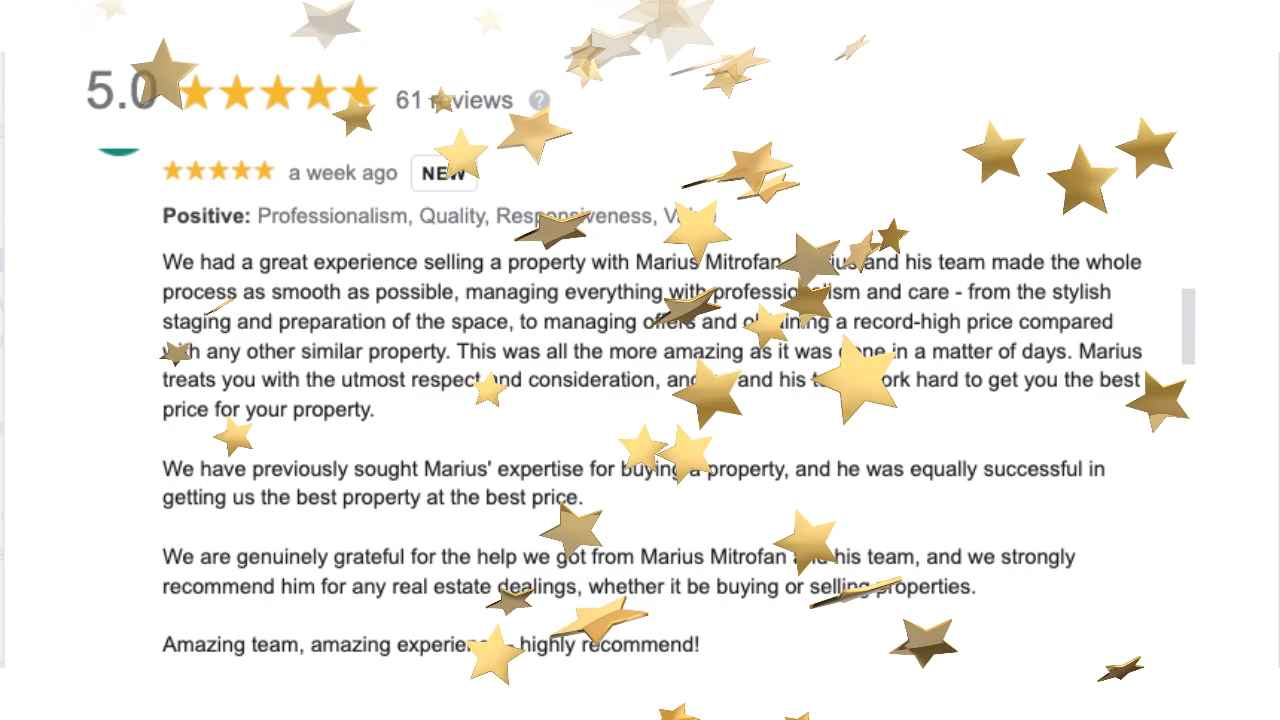 5.0 61 reviews ?
a week ago NEW
Positive: Professionalism, Quality, Responsiveness,
We had a great experience selling a property with Marius Mitrofan. and his team made the whole
process as smooth as possible, managing everything with professionalism and care - from the stylish
staging and preparation of the space, to managing offers and obtaining a record-high price compared
with any other similar property. This was all the more amazing as it was done in a matter of days. Marius
treats you with the utmost respect and consideration, and and his work hard to get you the best
price for your property.
We have previously sought Marius' expertise for buying a property, and he was equally successful in
getting us the best property at the best price.
We are genuinely grateful for the help we got from Marius Mitrofan and his team, and we strongly
recommend him for any real estate dealings, whether it be buying or selling properties.
Amazing team, amazing experience - highly recommend!